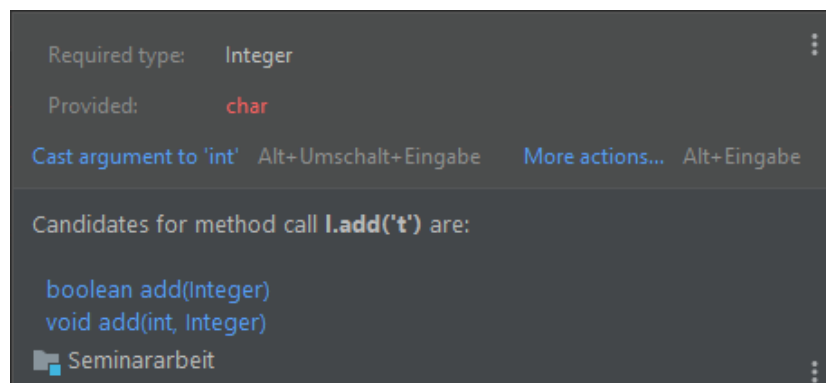 Required type: Integer
Provided: char
Cast argument to 'int' Alt+Umschalt+Eingabe More actions... Alt+Eingabe
Candidates for method call l.add('t') are:
boolean add(Integer)
void add(int, Integer)
Seminararbeit